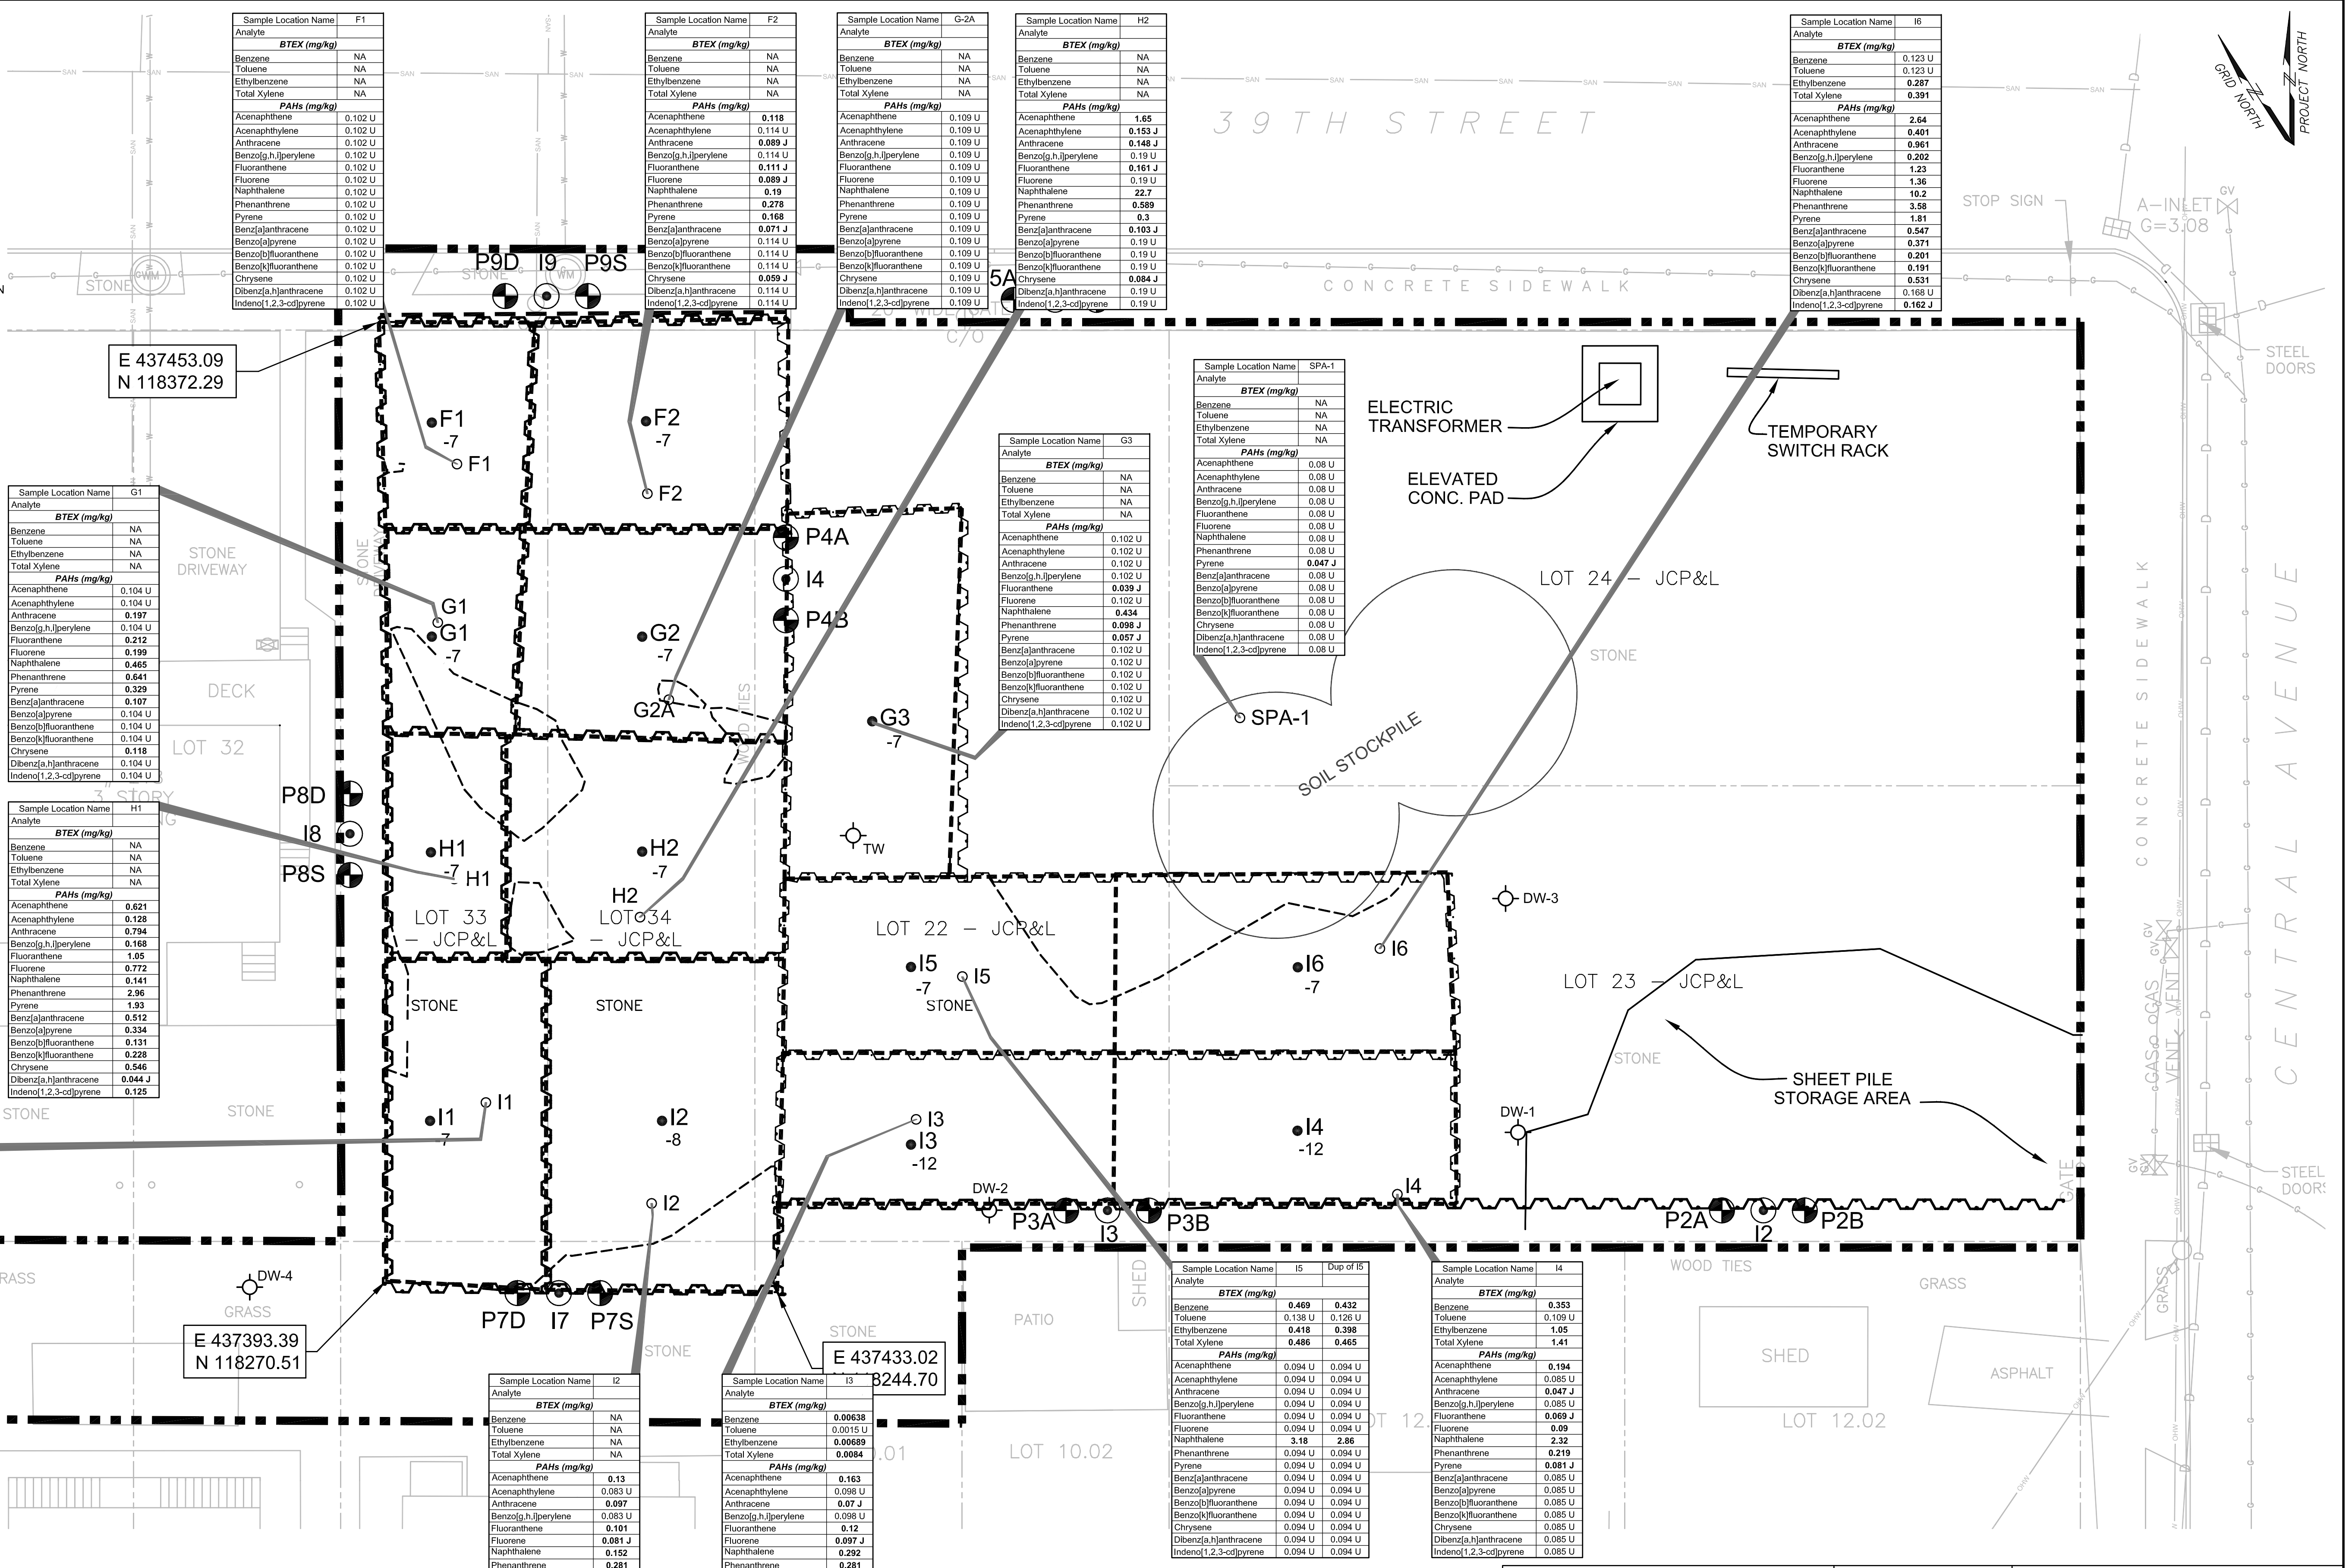 Sample Location Name F1
Analyte
BTEX (mg/kg)
Benzene NA
Toluene NA
Ethylbenzene NA
Total Xylene NA
PAHs (mg/kg)
Acenaphthene 0.102 U
Acenaphthylene 0.102 U
Anthracene 0.102 U
Benzo[g,h,i]perylene 0.102 U
Fluoranthene 0.102 U
Fluorene 0.102 U
Naphthalene 0.102 U
Phenanthrene 0.102 U
Pyrene 0.102 U
Benz[a]anthracene 0.102 U
Benzo[a]pyrene 0.102 U
Benzo[b]fluoranthene 0.102 U
Benzo[k]fluoranthene 0.102 U
Chrysene 0.102 U
Dibenz[a,h]anthracene 0.102 U
Indeno[1,2,3-cd]pyrene 0.102 U
Sample Location Name F2
Analyte
BTEX (mg/kg)
Benzene NA
Toluene NA
Ethylbenzene NA
Total Xylene NA
PAHs (mg/kg)
Acenaphthene 0.118
Acenaphthylene 0.114 U
Anthracene 0.089 J
Benzo[g,h,i]perylene 0.114 U
Fluoranthene 0.111 J
Fluorene 0.089 J
Naphthalene 0.19
Phenanthrene 0.278
Pyrene 0.168
Benz[a]anthracene 0.071 J
Benzo[a]pyrene 0.114 U
Benzo[b]fluoranthene 0.114 U
Benzo[k]fluoranthene 0.114 U
Chrysene 0.059 J
Dibenz[a,h]anthracene 0.114 U
Indeno[1,2,3-cd]pyrene 0.114 U
Sample Location Name G-2A
Analyte
BTEX (mg/kg)
Benzene NA
Toluene NA
Ethylbenzene NA
Total Xylene NA
PAHs (mg/kg)
Acenaphthene 0.109 U
Acenaphthylene 0.109 U
Anthracene 0.109 U
Benzo[g,h,i]perylene 0.109 U
Fluoranthene 0.109 U
Fluorene 0.109 U
Naphthalene 0.109 U
Phenanthrene 0.109 U
Pyrene 0.109 U
Benz[a]anthracene 0.109 U
Benzo[a]pyrene 0.109 U
Benzo[b]fluoranthene 0.109 U
Benzo[k]fluoranthene 0.109 U
Chrysene 0.109 U
Dibenz[a,h]anthracene 0.109 U
Indeno[1,2,3-cd]pyrene 0.109 U
Sample Location Name H2
Analyte
BTEX (mg/kg)
Benzene NA
Toluene NA
Ethylbenzene NA
Total Xylene NA
PAHs (mg/kg)
Acenaphthene 1.65
Acenaphthylene 0.153 J
Anthracene 0.148 J
Benzo[g,h,i]perylene 0.19 U
Fluoranthene 0.161 J
Fluorene 0.19 U
Naphthalene 22.7
Phenanthrene 0.589
Pyrene 0.3
Benz[a]anthracene 0.103 J
Benzo[a]pyrene 0.19 U
Benzo[b]fluoranthene 0.19 U
Benzo[k]fluoranthene 0.19 U
Chrysene 0.084 J
Dibenz[a,h]anthracene 0.19 U
Indeno[1,2,3-cd]pyrene 0.19 U
Sample Location Name I6
Analyte
BTEX (mg/kg)
Benzene 0.123 U
Toluene 0.123 U
Ethylbenzene 0.287
Total Xylene 0.391
PAHs (mg/kg)
Acenaphthene 2.64
Acenaphthylene 0.401
Anthracene 0.961
Benzo[g,h,i]perylene 0.202
Fluoranthene 1.23
Fluorene 1.36
Naphthalene 10.2
Phenanthrene 3.58
Pyrene 1.81
Benz[a]anthracene 0.547
Benzo[a]pyrene 0.371
Benzo[b]fluoranthene 0.201
Benzo[k]fluoranthene 0.191
Chrysene 0.531
Dibenz[a,h]anthracene 0.168 U
Indeno[1,2,3-cd]pyrene 0.162 J
GRID NORTH
PROJECT NORTH
39TH STREET
STOP SIGN
A-INLET
G=3.08
CONCRETE SIDEWALK
STEEL
DOORS
STONE
GWM
P9D I9 P9S
STONE
WM
5A
20' WIDE GATE
C/O
E 437453.09
N 118372.29
F1
-7
F1
F2
-7
F2
Sample Location Name SPA-1
Analyte
BTEX (mg/kg)
Benzene NA
Toluene NA
Ethylbenzene NA
Total Xylene NA
PAHs (mg/kg)
Acenaphthene 0.08 U
Acenaphthylene 0.08 U
Anthracene 0.08 U
Benzo[g,h,i]perylene 0.08 U
Fluoranthene 0.08 U
Fluorene 0.08 U
Naphthalene 0.08 U
Phenanthrene 0.08 U
Pyrene 0.047 J
Benz[a]anthracene 0.08 U
Benzo[a]pyrene 0.08 U
Benzo[b]fluoranthene 0.08 U
Benzo[k]fluoranthene 0.08 U
Chrysene 0.08 U
Dibenz[a,h]anthracene 0.08 U
Indeno[1,2,3-cd]pyrene 0.08 U
ELECTRIC
TRANSFORMER
ELEVATED
CONC. PAD
TEMPORARY
SWITCH RACK
Sample Location Name G3
Analyte
BTEX (mg/kg)
Benzene NA
Toluene NA
Ethylbenzene NA
Total Xylene NA
PAHs (mg/kg)
Acenaphthene 0.102 U
Acenaphthylene 0.102 U
Anthracene 0.102 U
Benzo[g,h,i]perylene 0.102 U
Fluoranthene 0.039 J
Fluorene 0.102 U
Naphthalene 0.434
Phenanthrene 0.098 J
Pyrene 0.057 J
Benz[a]anthracene 0.102 U
Benzo[a]pyrene 0.102 U
Benzo[b]fluoranthene 0.102 U
Benzo[k]fluoranthene 0.102 U
Chrysene 0.102 U
Dibenz[a,h]anthracene 0.102 U
Indeno[1,2,3-cd]pyrene 0.102 U
Sample Location Name G1
Analyte
BTEX (mg/kg)
Benzene NA
Toluene NA
Ethylbenzene NA
Total Xylene NA
PAHs (mg/kg)
Acenaphthene 0.104 U
Acenaphthylene 0.104 U
Anthracene 0.197
Benzo[g,h,i]perylene 0.104 U
Fluoranthene 0.212
Fluorene 0.199
Naphthalene 0.465
Phenanthrene 0.641
Pyrene 0.329
Benz[a]anthracene 0.107
Benzo[a]pyrene 0.104 U
Benzo[b]fluoranthene 0.104 U
Benzo[k]fluoranthene 0.104 U
Chrysene 0.118
Dibenz[a,h]anthracene 0.104 U
Indeno[1,2,3-cd]pyrene 0.104 U
STONE
DRIVEWAY
STONE
DRIVEWAY
DECK
LOT 32
3 STORY
P4A
I4
P4B
G1
G1
-7
G2
-7
G2A
WOOD TIES
G3
-7
TW
SPA-1
SOIL STOCKPILE
LOT 24 - JCP&L
STONE
CONCRETE SIDEWALK
CENTRAL AVENUE
P8D
I8
P8S
Sample Location Name H1
Analyte
BTEX (mg/kg)
Benzene NA
Toluene NA
Ethylbenzene NA
Total Xylene NA
PAHs (mg/kg)
Acenaphthene 0.621
Acenaphthylene 0.128
Anthracene 0.794
Benzo[g,h,i]perylene 0.168
Fluoranthene 1.05
Fluorene 0.772
Naphthalene 0.141
Phenanthrene 2.96
Pyrene 1.93
Benz[a]anthracene 0.512
Benzo[a]pyrene 0.334
Benzo[b]fluoranthene 0.131
Benzo[k]fluoranthene 0.228
Chrysene 0.546
Dibenz[a,h]anthracene 0.044 J
Indeno[1,2,3-cd]pyrene 0.125
H1
-7
H1
H2
-7
H2
LOT 33
- JCP&L
LOT 34
- JCP&L
LOT 22 - JCP&L
DW-3
I5
-7
I5
STONE
I6
-7
I6
LOT 23 - JCP&L
STONE
STONE
STONE
STONE
STONE
SHEET PILE
STORAGE AREA
GAS
GAS
VENT
VENT
I1
-7
I1
I2
-8
I2
I3
I3
-12
I4
-12
I4
DW-1
DW-2
P3A
I3
P3B
P2A
I2
P2B
GATE
STEEL
DOORS
GRASS
DW-4
GRASS
P7D I7 P7S
STONE
STONE
PATIO
SHED
WOOD TIES
GRASS
GRASS
SHED
ASPHALT
LOT 12.02
LOT 10.02
E 437393.39
N 118270.51
E 437433.02
8244.70
Sample Location Name I5 Dup of I5
Analyte
BTEX (mg/kg)
Benzene 0.469 0.432
Toluene 0.138 U 0.126 U
Ethylbenzene 0.418 0.398
Total Xylene 0.486 0.465
PAHs (mg/kg)
Acenaphthene 0.094 U 0.094 U
Acenaphthylene 0.094 U 0.094 U
Anthracene 0.094 U 0.094 U
Benzo[g,h,i]perylene 0.094 U 0.094 U
Fluoranthene 0.094 U 0.094 U
Fluorene 0.094 U 0.094 U
Naphthalene 3.18 2.86
Phenanthrene 0.094 U 0.094 U
Pyrene 0.094 U 0.094 U
Benz[a]anthracene 0.094 U 0.094 U
Benzo[a]pyrene 0.094 U 0.094 U
Benzo[b]fluoranthene 0.094 U 0.094 U
Benzo[k]fluoranthene 0.094 U 0.094 U
Chrysene 0.094 U 0.094 U
Dibenz[a,h]anthracene 0.094 U 0.094 U
Indeno[1,2,3-cd]pyrene 0.094 U 0.094 U
Sample Location Name I4
Analyte
BTEX (mg/kg)
Benzene 0.353
Toluene 0.109 U
Ethylbenzene 1.05
Total Xylene 1.41
PAHs (mg/kg)
Acenaphthene 0.194
Acenaphthylene 0.085 U
Anthracene 0.047 J
Benzo[g,h,i]perylene 0.085 U
Fluoranthene 0.069 J
Fluorene 0.09
Naphthalene 2.32
Phenanthrene 0.219
Pyrene 0.081 J
Benz[a]anthracene 0.085 U
Benzo[a]pyrene 0.085 U
Benzo[b]fluoranthene 0.085 U
Benzo[k]fluoranthene 0.085 U
Chrysene 0.085 U
Dibenz[a,h]anthracene 0.085 U
Indeno[1,2,3-cd]pyrene 0.085 U
Sample Location Name I2
Analyte
BTEX (mg/kg)
Benzene NA
Toluene NA
Ethylbenzene NA
Total Xylene NA
PAHs (mg/kg)
Acenaphthene 0.13
Acenaphthylene 0.083 U
Anthracene 0.097
Benzo[g,h,i]perylene 0.083 U
Fluoranthene 0.101
Fluorene 0.081 J
Naphthalene 0.152
Phenanthrene 0.281
Sample Location Name I3
Analyte
BTEX (mg/kg)
Benzene 0.00638
Toluene 0.0015 U
Ethylbenzene 0.00689
Total Xylene 0.0084
PAHs (mg/kg)
Acenaphthene 0.163
Acenaphthylene 0.098 U
Anthracene 0.07 J
Benzo[g,h,i]perylene 0.098 U
Fluoranthene 0.12
Fluorene 0.097 J
Naphthalene 0.292
Phenanthrene 0.281